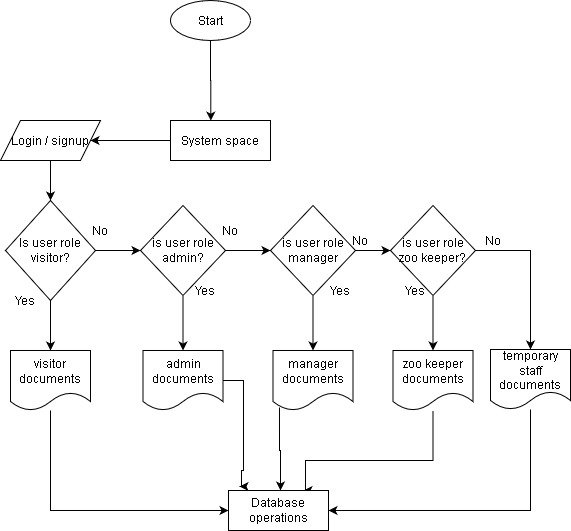 Start
System space
Login / signup
Is user role
visitor?
No
is user role
admin?
No
is user role
manager
No
is user role
zoo keeper?
No
Yes
Yes
Yes
Yes
visitor
documents
admin
documents
manager
documents
zoo keeper
documents
temporary
staff
documents
Database
operations